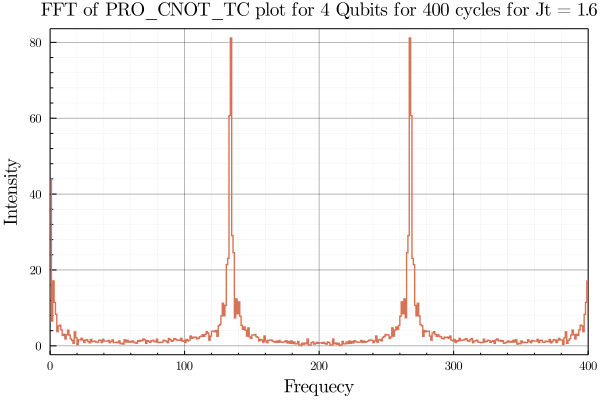 FFT of PRO_CNOT_TC plot for 4 Qubits for 400 cycles for Jt = 1.6
80
60
40
20
0
Intensity
0 100 200 300 400
Frequecy